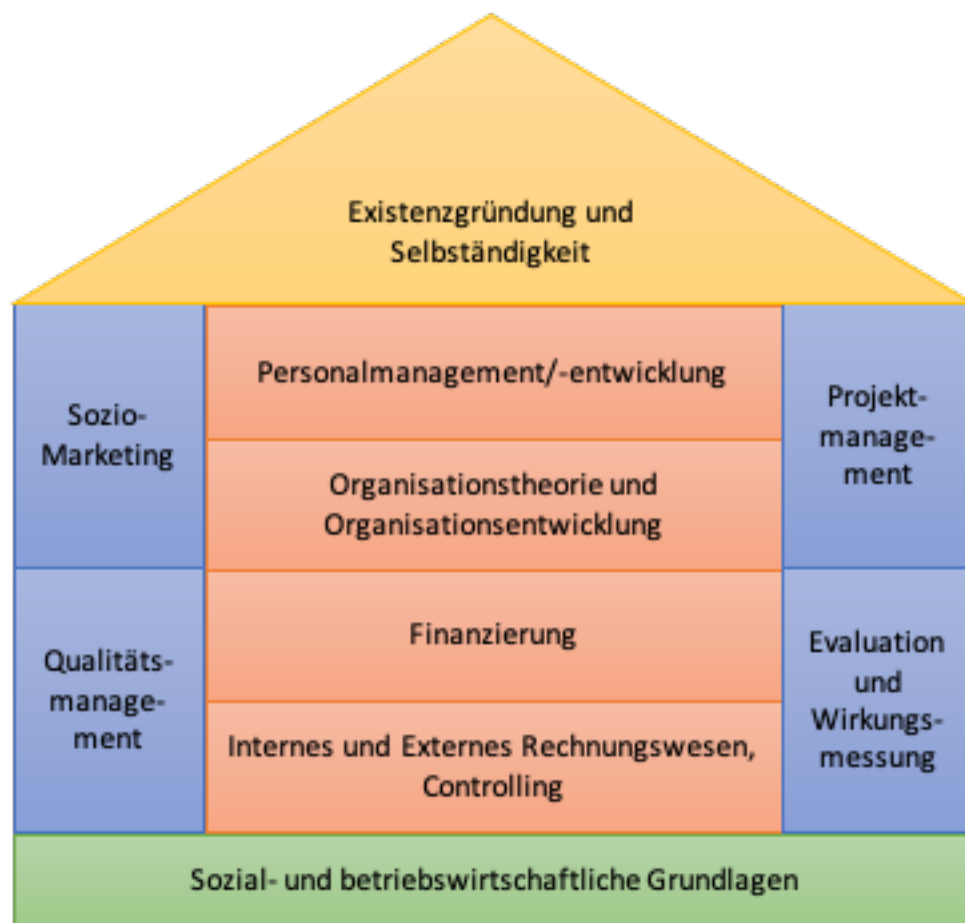 Existenzgründung und
Selbständigkeit
Sozio-
Marketing
Personalmanagement/-entwicklung
Organisationstheorie und
Organisationsentwicklung
Projekt-
manage-
ment
Qualitäts-
manage-
ment
Finanzierung
Internes und Externes Rechnungswesen,
Controlling
Evaluation
und
Wirkungs-
messung
Sozial- und betriebswirtschaftliche Grundlagen